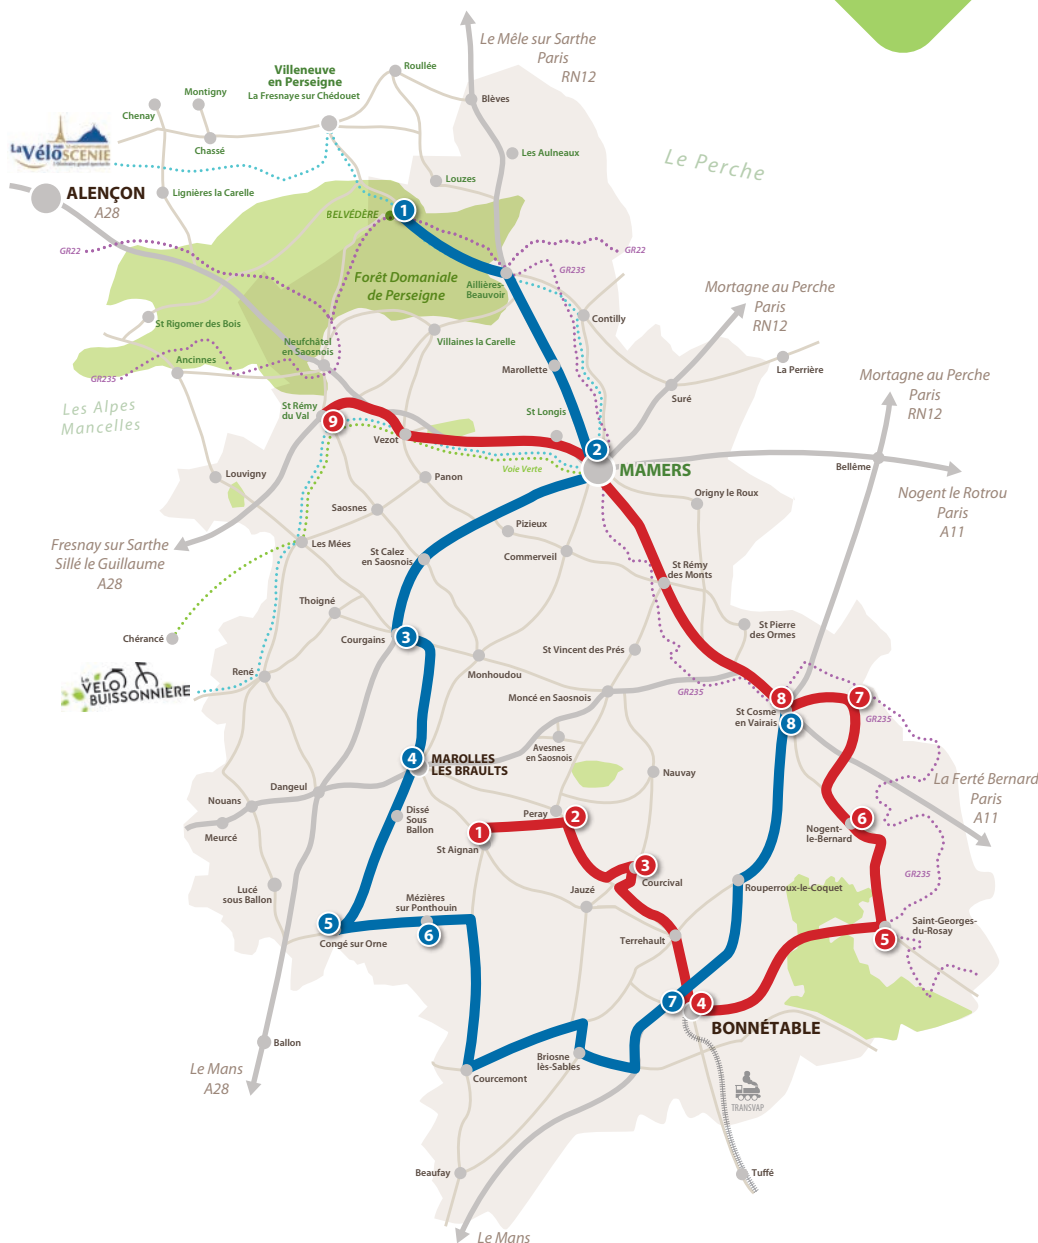 Le Mêle sur Sarthe
Paris
RN12
Villeneuve
en Perseigne
La Fresnaye sur Chédouet
Roullée
Montigny
Chenay
Blèves
Chassé
La Vélo
SCENIE
Les Aulneaux
Le Perche
Louzes
ALENÇON
A28
Lignières la Carelle
BELVÉDÈRE
1
GR22
GR22
GR235
Forêt Domaniale
de Perseigne
Aillières-
Beauvoir
Mortagne au Perche
Paris
RN12
Contilly
St Rigomer des Bois
Neufchâtel
en Saosnois
Villaines la Carelle
La Perrière
Ancinnes
Marollette
GR235
Suré
Mortagne au Perche
Paris
RN12
Les Alpes
Mancelles
St Rémy
du Val
9
Vezot
St Longis
2
MAMERS
Voie Verte
Bellême
Louvigny
Panon
Origny le Roux
Nogent le Rotrou
Paris
A11
Saosnes
Pizieux
Fresnay sur Sarthe
Sillé le Guillaume
A28
Les Mées
St Calez
en Saosnois
Commerveil
St Rémy
des Monts
Thoigné
Chérancé
Courgains
3
St Pierre
des Ormes
St Vincent des Prés
La
VÉLO
BUISSONNIÈRE
René
Monhoudou
Moncé en Saosnois
GR235
8
7
St Cosme
en Vairais
8
GR235
4
MAROLLES
LES BRAULTS
Avesnes
en Saosnois
Nauvay
La Ferté Bernard
Paris
A11
Dangeul
Nouans
Meurcé
Dissé
Sous
Ballon
Peray
2
1
St Aignan
6
Nogent-
le-Bernard
3
Courcival
GR235
Lucé
sous Ballon
Jauzé
Rouperroux-le-Coquet
Mézières
sur Ponthouin
5
6
Congé sur Orne
Terrehault
Saint-Georges-
du-Rosay
5
7
4
BONNÉTABLE
Ballon
Le Mans
A28
Briosne
lès-Sables
Courcemont
TRANSVAP
Beaufay
Tuffé
Le Mans